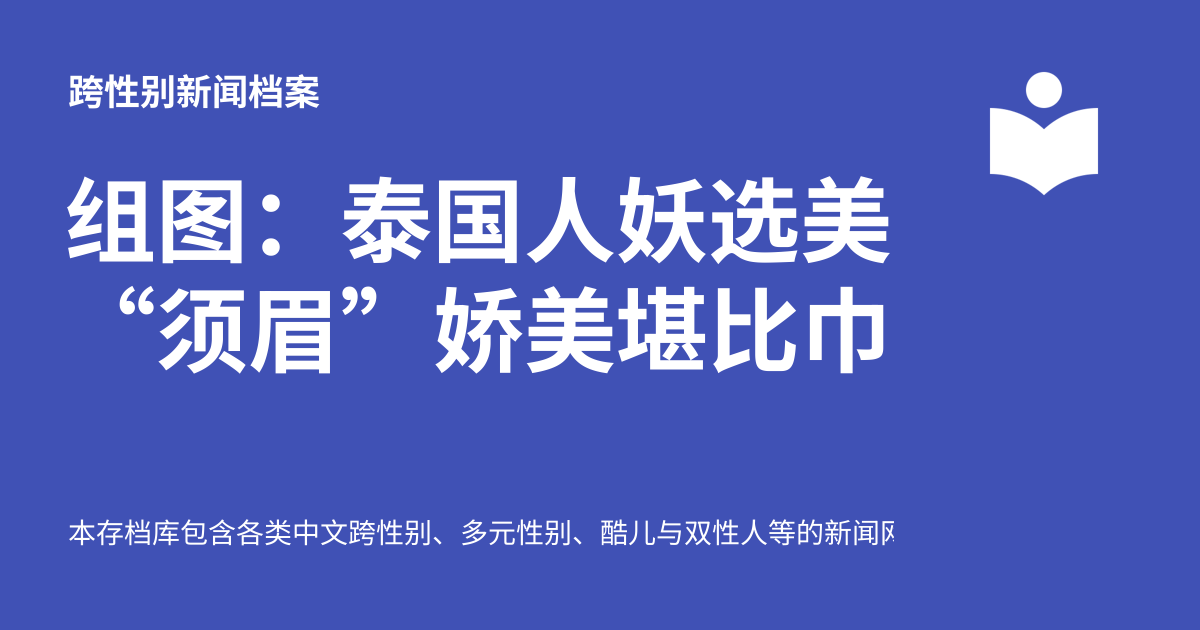 跨性别新闻档案
组图：泰国人妖选美
“须眉”娇美堪比巾
本存档库包含各类中文跨性别、多元性别、酷儿与双性人等的新闻